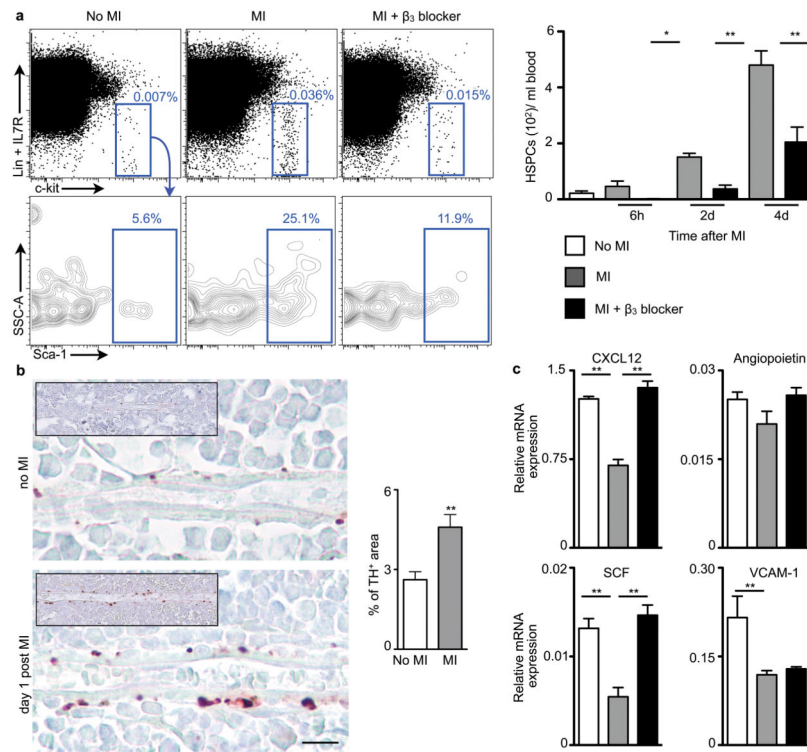 a
No MI
MI
MI + β₃ blocker
Lin + IL7R
0.007%
0.036%
0.015%
c-kit
5.6%
25.1%
11.9%
SSC-A
Sca-1
HSPCs (10²)/ ml blood
6
4
2
0
*
**
**
6h
2d
4d
Time after MI
No MI
MI
MI + β₃ blocker
b
no MI
day 1 post MI
% of TH⁺ area
6
3
0
**
No MI
MI
c
CXCL12
Relative mRNA
expression
1.5
0.75
0
**
**
Angiopoietin
0.03
0.015
0
SCF
Relative mRNA
expression
0.012
0.01
0
**
**
VCAM-1
0.30
0.15
0
**